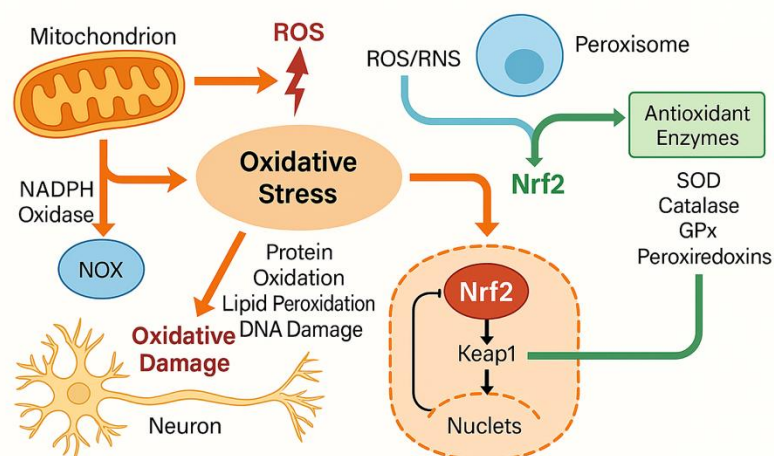 Mitochondrion
ROS
ROS/RNS
Peroxisome
Antioxidant
Enzymes
Nrf2
SOD
Catalase
GPx
Peroxiredoxins
Oxidative
Stress
NADPH
Oxidase
NOX
Protein
Oxidation
Lipid Peroxidation
DNA Damage
Oxidative
Damage
Neuron
Nrf2
Keap1
Nuclets